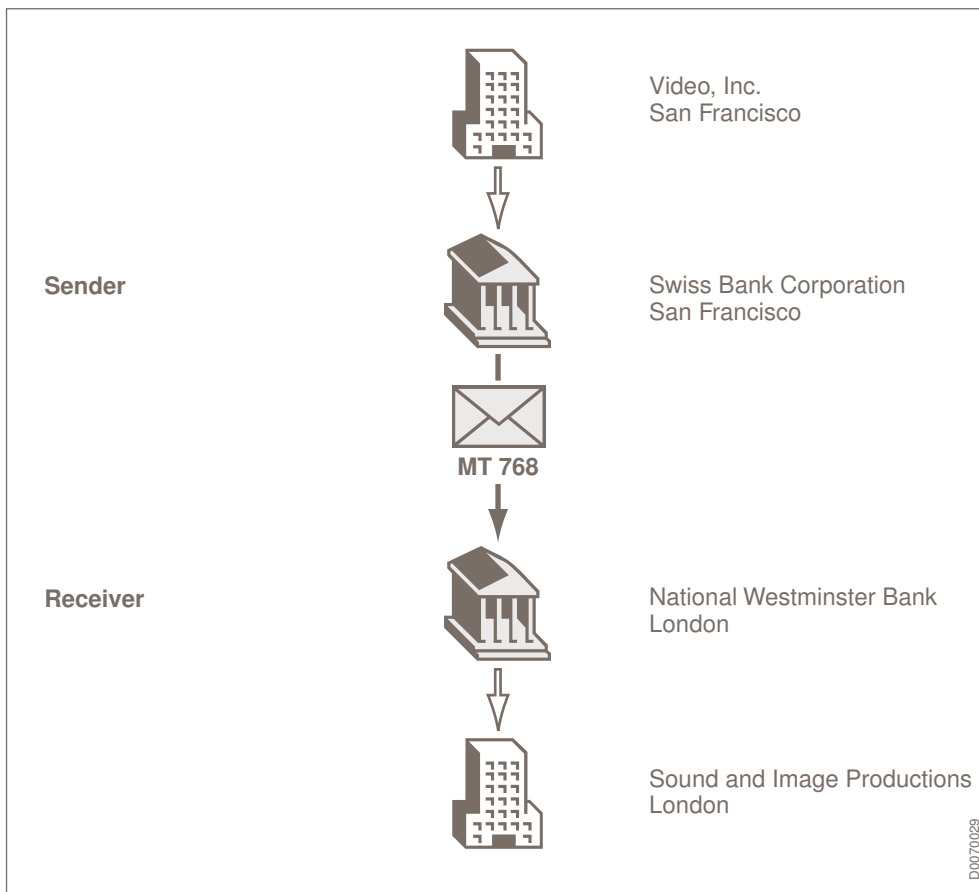 Video, Inc.
San Francisco
Sender
Swiss Bank Corporation
San Francisco
MT 768
Receiver
National Westminster Bank
London
Sound and Image Productions
London
D0070029